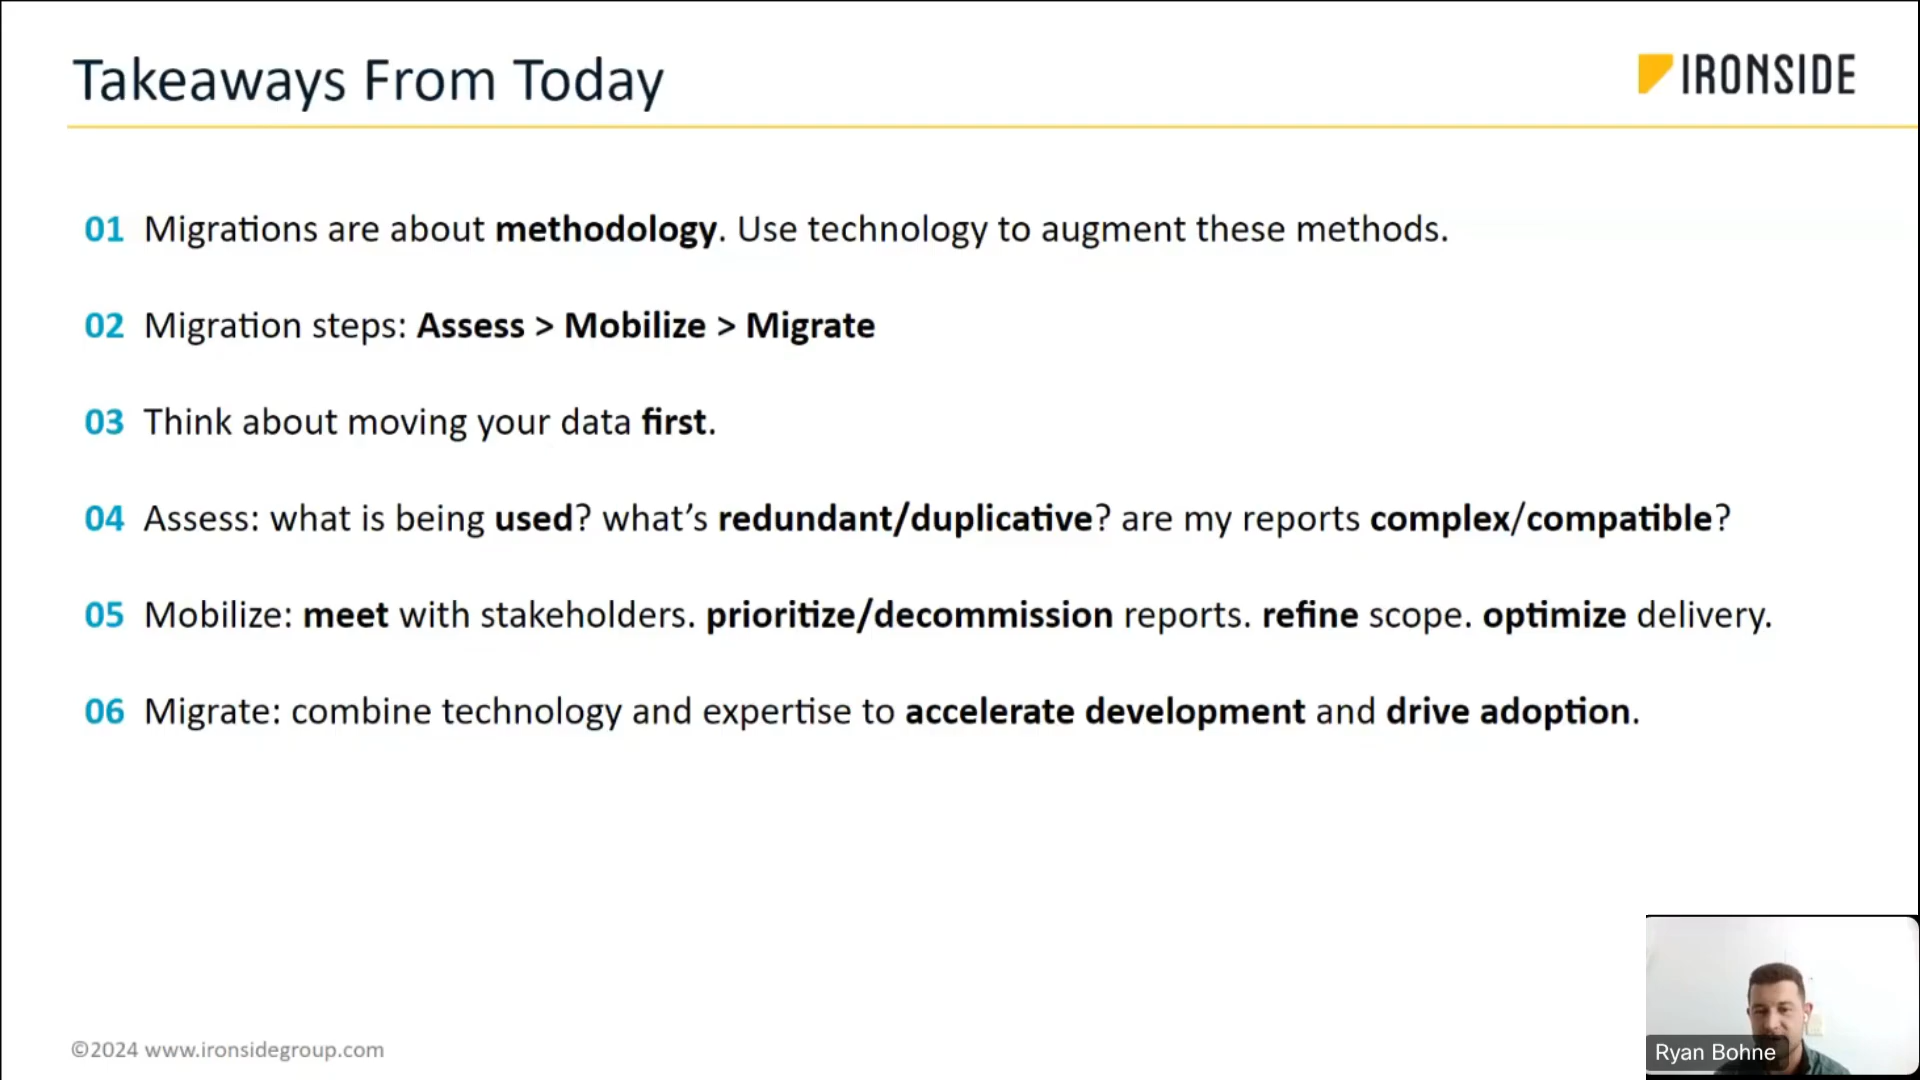 Takeaways From Today
IRONSIDE
01 Migrations are about methodology. Use technology to augment these methods.
02 Migration steps: Assess > Mobilize > Migrate
03 Think about moving your data first.
04 Assess: what is being used? what’s redundant/duplicative? are my reports complex/compatible?
05 Mobilize: meet with stakeholders. prioritize/decommission reports. refine scope. optimize delivery.
06 Migrate: combine technology and expertise to accelerate development and drive adoption.
©2024 www.ironsidegroup.com
Ryan Bohne